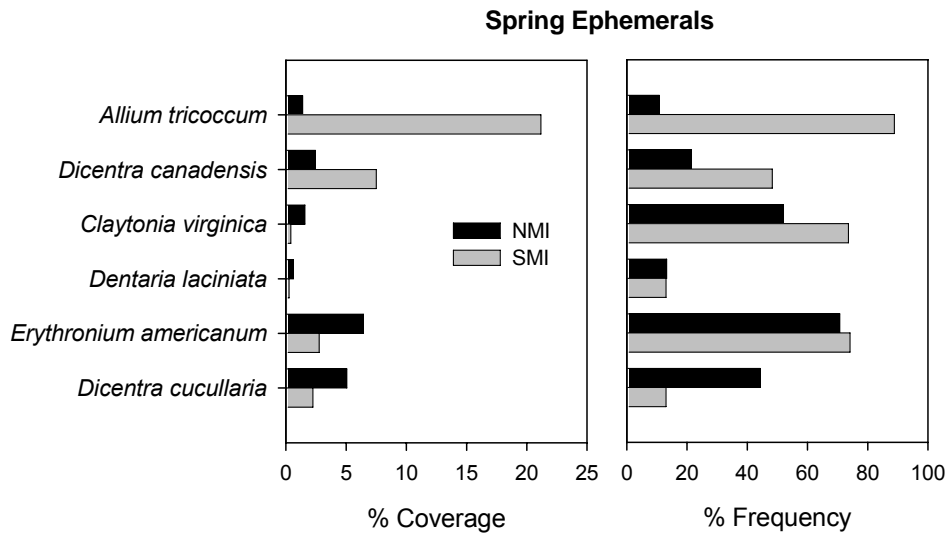 Spring Ephemerals
Allium tricoccum
Dicentra canadensis
Claytonia virginica
Dentaria laciniata
Erythronium americanum
Dicentra cucullaria
NMI
SMI
0 5 10 15 20 25
0 20 40 60 80 100
% Coverage
% Frequency